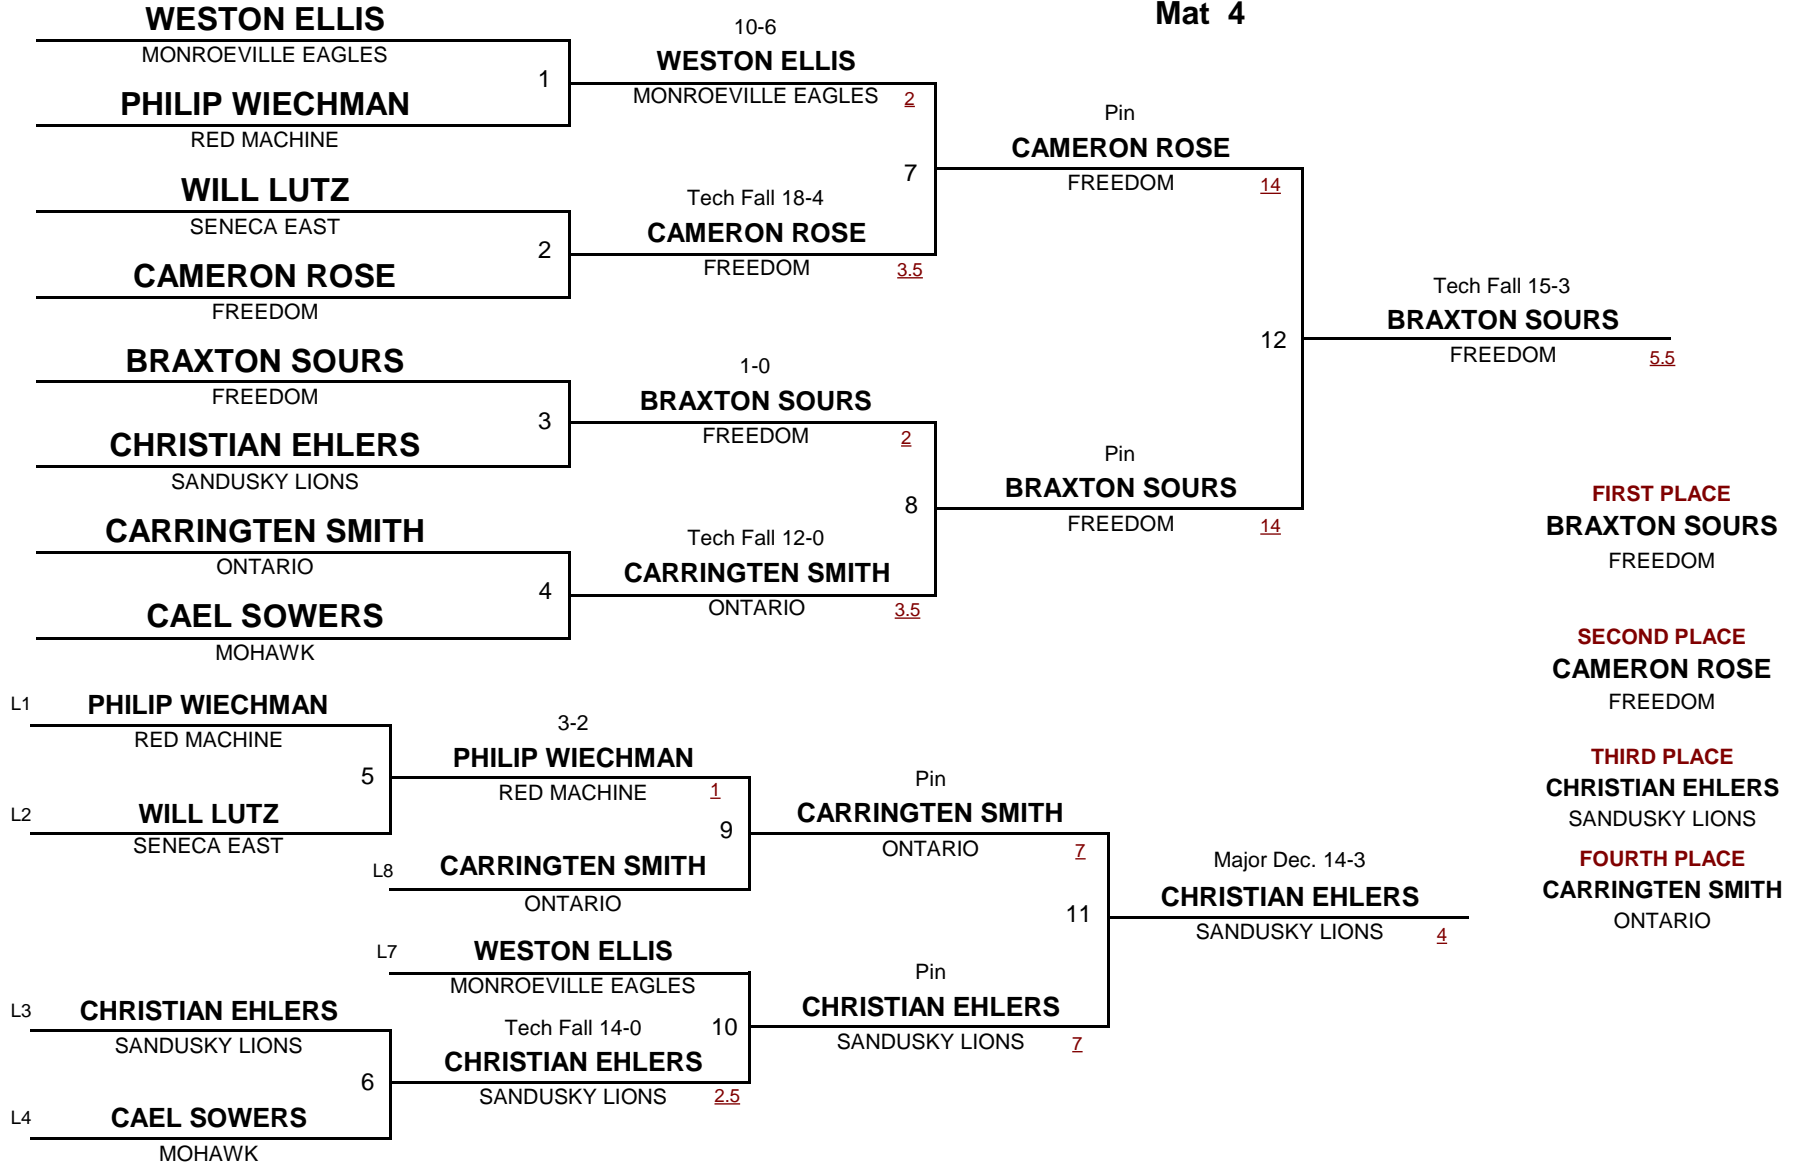 Mat 4
WESTON ELLIS
MONROEVILLE EAGLES
1
PHILIP WIECHMAN
RED MACHINE
WILL LUTZ
SENECA EAST
2
CAMERON ROSE
FREEDOM
BRAXTON SOURS
FREEDOM
3
CHRISTIAN EHLERS
SANDUSKY LIONS
CARRINGTEN SMITH
ONTARIO
4
CAEL SOWERS
MOHAWK
10-6
WESTON ELLIS
MONROEVILLE EAGLES 2
7
Tech Fall 18-4
CAMERON ROSE
FREEDOM 3.5
1-0
BRAXTON SOURS
FREEDOM 2
8
Tech Fall 12-0
CARRINGTEN SMITH
ONTARIO 3.5
Pin
CAMERON ROSE
FREEDOM 14
12
Pin
BRAXTON SOURS
FREEDOM 14
Tech Fall 15-3
BRAXTON SOURS
FREEDOM 5.5
L1 PHILIP WIECHMAN
RED MACHINE
5
L2 WILL LUTZ
SENECA EAST
L3 CHRISTIAN EHLERS
SANDUSKY LIONS
6
L4 CAEL SOWERS
MOHAWK
3-2
PHILIP WIECHMAN
RED MACHINE 1
9
L8 CARRINGTEN SMITH
ONTARIO
L7 WESTON ELLIS
MONROEVILLE EAGLES
Tech Fall 14-0 10
CHRISTIAN EHLERS
SANDUSKY LIONS 2.5
Pin
CARRINGTEN SMITH
ONTARIO 7
11
Pin
CHRISTIAN EHLERS
SANDUSKY LIONS 7
Major Dec. 14-3
CHRISTIAN EHLERS
SANDUSKY LIONS 4
FIRST PLACE
BRAXTON SOURS
FREEDOM
SECOND PLACE
CAMERON ROSE
FREEDOM
THIRD PLACE
CHRISTIAN EHLERS
SANDUSKY LIONS
FOURTH PLACE
CARRINGTEN SMITH
ONTARIO